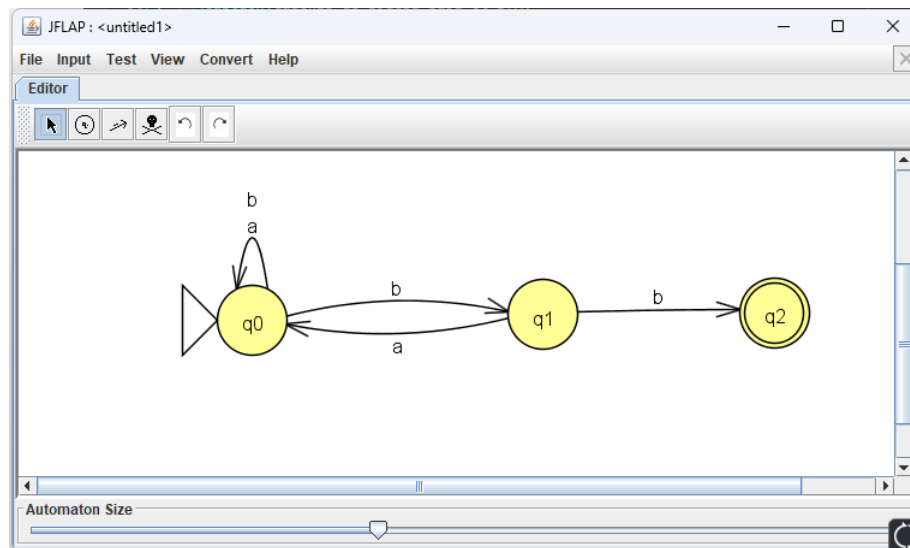 JFLAP : <untitled1>
File Input Test View Convert Help
Editor
b
a
b
q0
q1
b
q2
a
Automaton Size